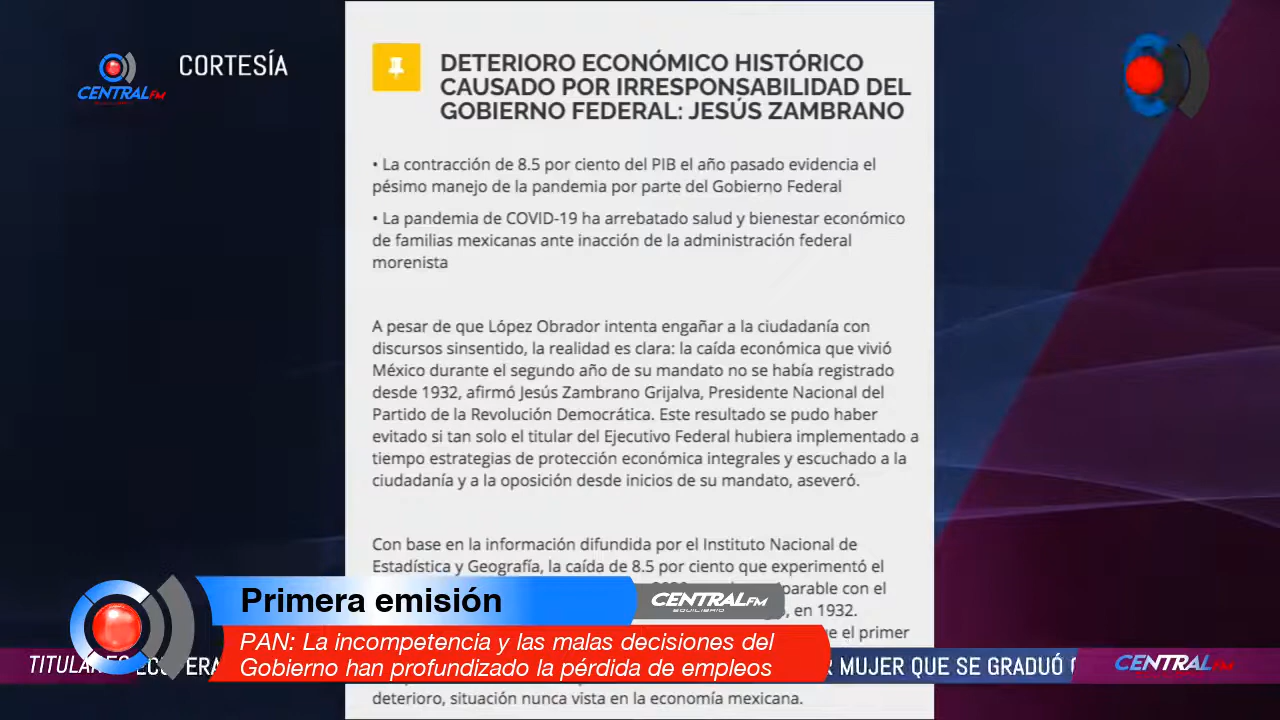 CENTRAL FM
CORTESÍA
DETERIORO ECONÓMICO HISTÓRICO
CAUSADO POR IRRESPONSABILIDAD DEL
GOBIERNO FEDERAL: JESÚS ZAMBRANO
• La contracción de 8.5 por ciento del PIB el año pasado evidencia el
pésimo manejo de la pandemia por parte del Gobierno Federal
• La pandemia de COVID-19 ha arrebatado salud y bienestar económico
de familias mexicanas ante inacción de la administración federal
morenista
A pesar de que López Obrador intenta engañar a la ciudadanía con
discursos sinsentido, la realidad es clara: la caída económica que vivió
México durante el segundo año de su mandato no se había registrado
desde 1932, afirmó Jesús Zambrano Grijalva, Presidente Nacional del
Partido de la Revolución Democrática. Este resultado se pudo haber
evitado si tan solo el titular del Ejecutivo Federal hubiera implementado a
tiempo estrategias de protección económica integrales y escuchado a la
ciudadanía y a la oposición desde inicios de su mandato, aseveró.
Con base en la información difundida por el Instituto Nacional de
Estadística y Geografía, la caída de 8.5 por ciento que experimentó el
con el
en 1932.
el primer
deterioro, situación nunca vista en la economía mexicana.
Primera emisión
CENTRAL FM
EQUILIBRIO
PAN: La incompetencia y las malas decisiones del
Gobierno han profundizado la pérdida de empleos
MUJER QUE SE GRADUÓ
CENTRAL FM